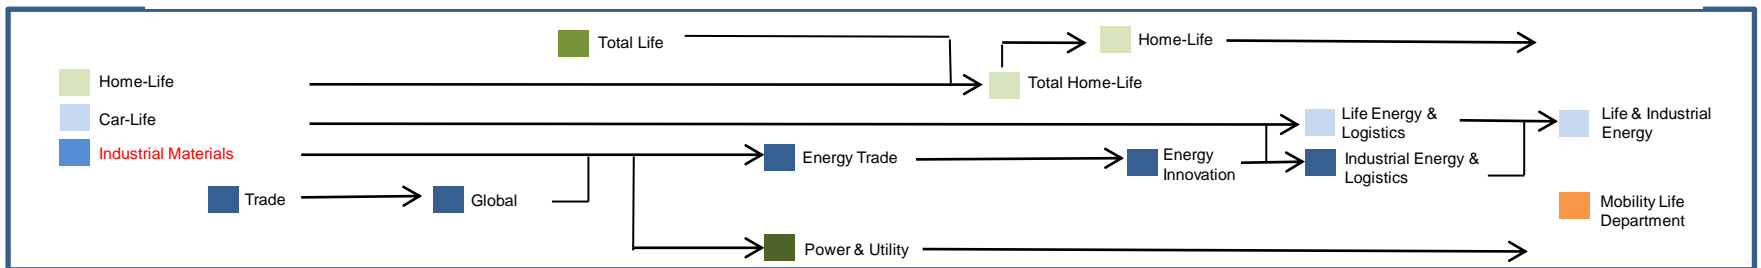 Total Life
Home-Life
Home-Life
Total Home-Life
Car-Life
Life Energy &
Logistics
Life & Industrial
Energy
Industrial Materials
Energy Trade
Energy
Innovation
Industrial Energy &
Logistics
Trade
Global
Mobility Life
Department
Power & Utility